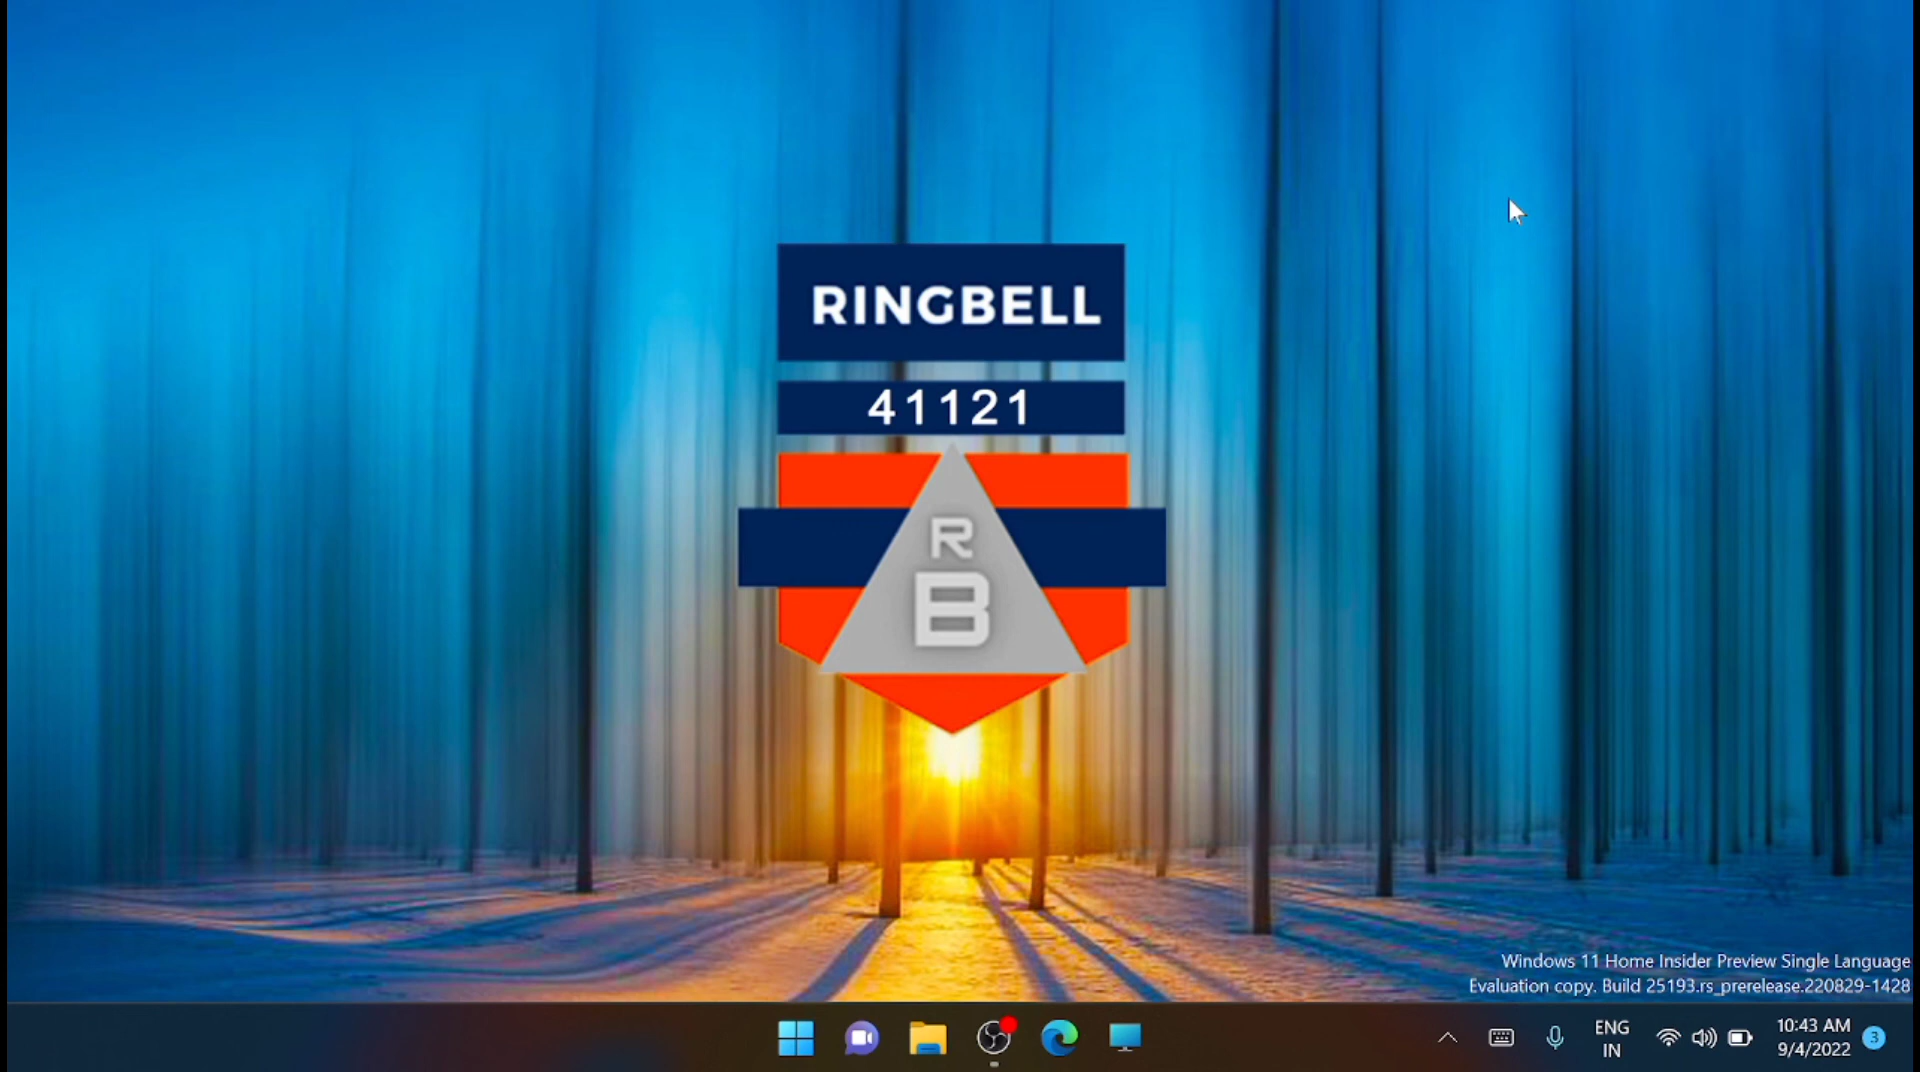 RINGBELL
41121
R
B
Windows 11 Home Insider Preview Single Language
Evaluation copy. Build 25193.rs_prerelease.220829-1428
ENG
IN
10:43 AM
9/4/2022
3